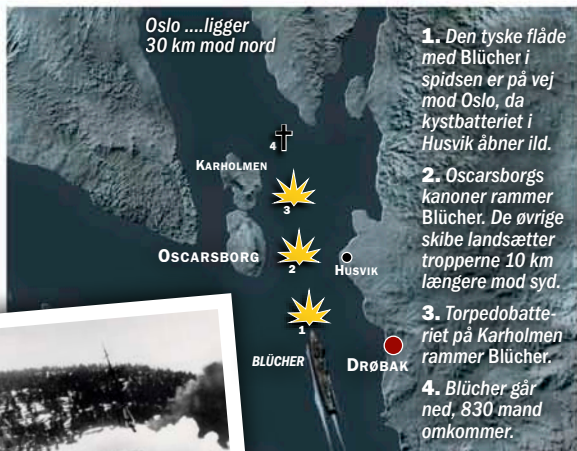 Oslo ....ligger
30 km mod nord
4
KARHOLMEN
3
OSCARSBORG
2
HUSVIK
1
BLÜCHER
DRØBAK
1. Den tyske flåde
med Blücher i
spidsen er på vej
mod Oslo, da
kystbatteriet i
Husvik åbner ild.
2. Oscarsborgs
kanoner rammer
Blücher. De øvrige
skibe landsætter
tropperne 10 km
længere mod syd.
3. Torpedobatte-
riet på Karholmen
rammer Blücher.
4. Blücher går
ned, 830 mand
omkommer.